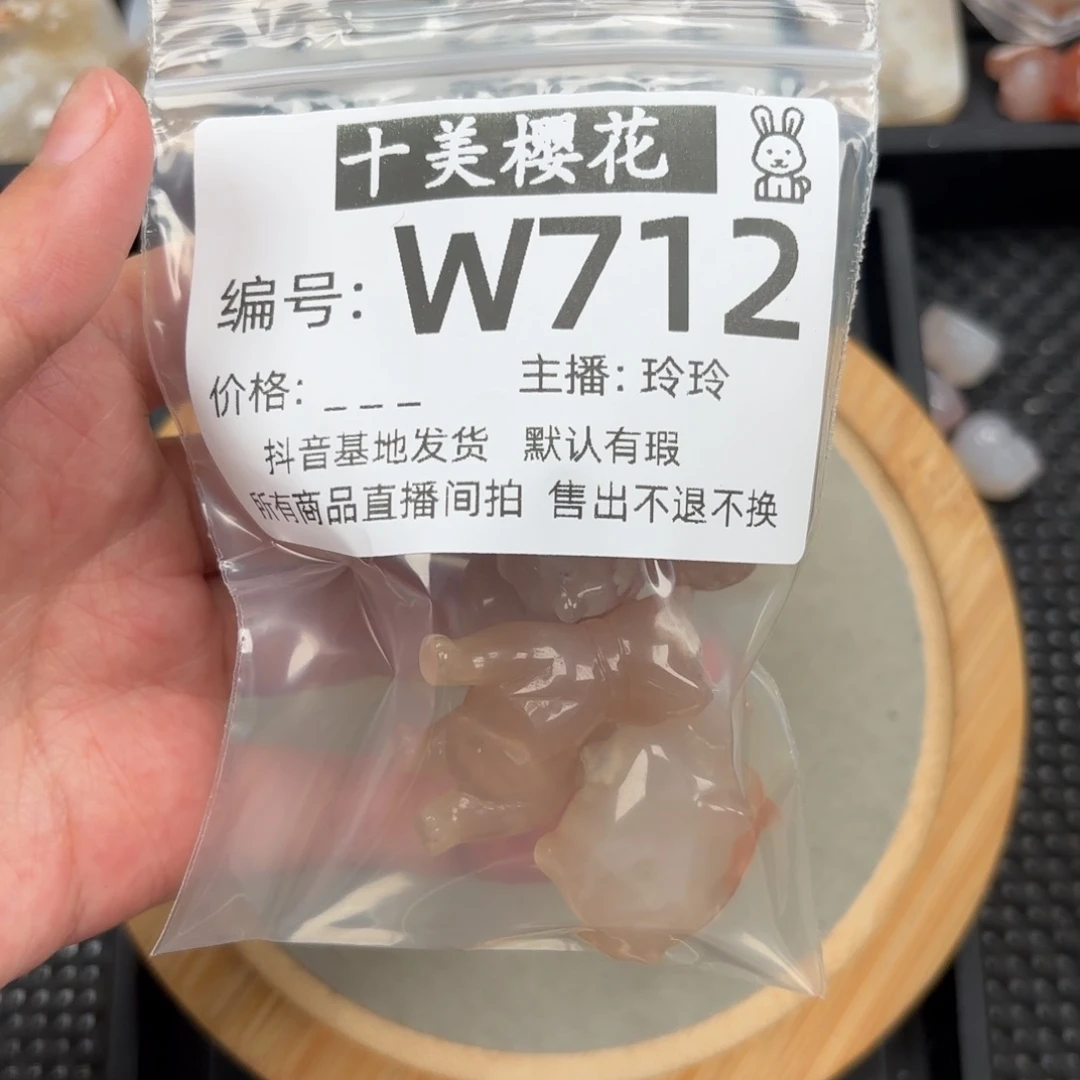 十美樱花
编号: W712
价格: _ _ _ 主播: 玲玲
抖音基地发货 默认有瑕
所有商品直播间拍 售出不退不换